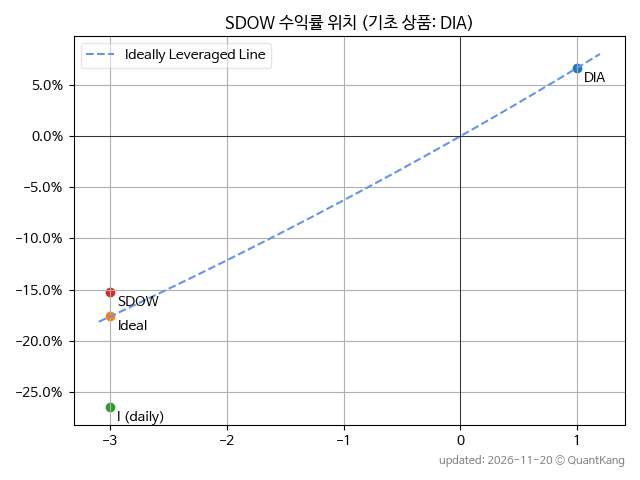 SDOW 수익률 위치 (기초 상품: DIA)
Ideally Leveraged Line
5.0%
0.0%
−5.0%
−10.0%
−15.0%
−20.0%
−25.0%
DIA
SDOW
Ideal
I (daily)
−3
−2
−1
0
1
updated: 2026-11-20 © QuantKang